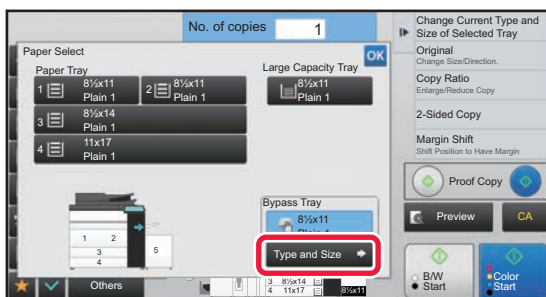 No. of copies 1
Paper Select
OK
Paper Tray
Large Capacity Tray
1 8½x11
Plain 1
2 8½x11
Plain 1
8½x11
Plain 1
3 8½x14
Plain 1
4 11x17
Plain 1
Bypass Tray
8½x11
Plain 1
Type and Size
1 2
3
4
5
Others
3 8½x14
4 11x17
8½x11
Change Current Type and
Size of Selected Tray
Original
Change Size/Direction.
Copy Ratio
Enlarge/Reduce Copy
2-Sided Copy
Margin Shift
Shift Position to Have Margin
Proof Copy
Preview
CA
B/W
Start
Color
Start